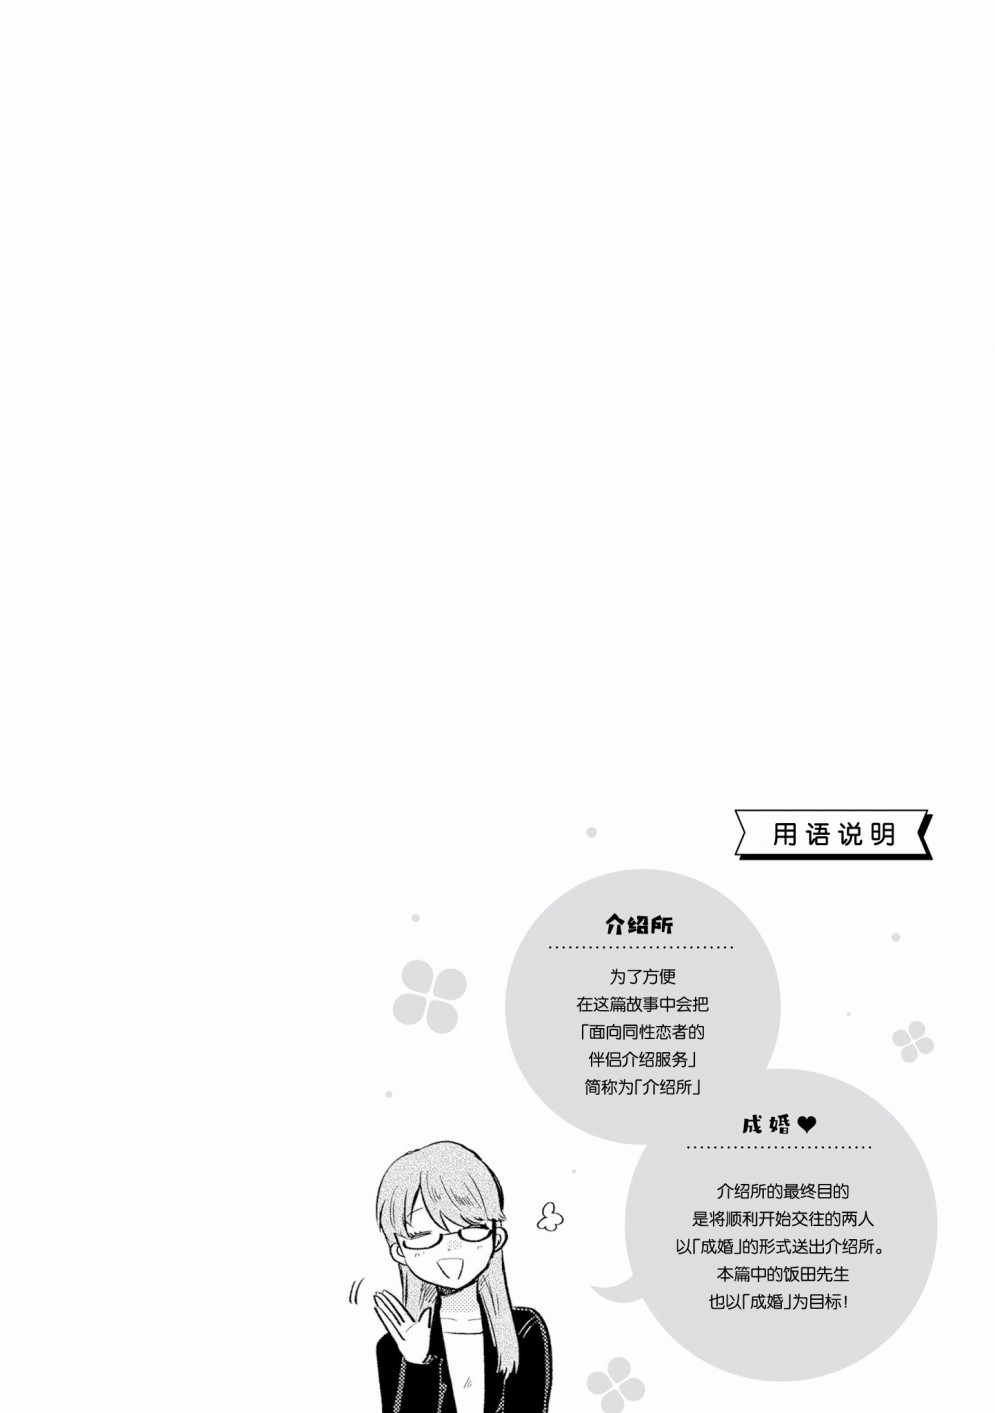 用语说明
介绍所
为了方便
在这篇故事中会把
「面向同性恋者的
伴侣介绍服务」
简称为「介绍所」
成婚♥
介绍所的最终目的
是将顺利开始交往的两人
以「成婚」的形式送出介绍所。
本篇中的饭田先生
也以「成婚」为目标！